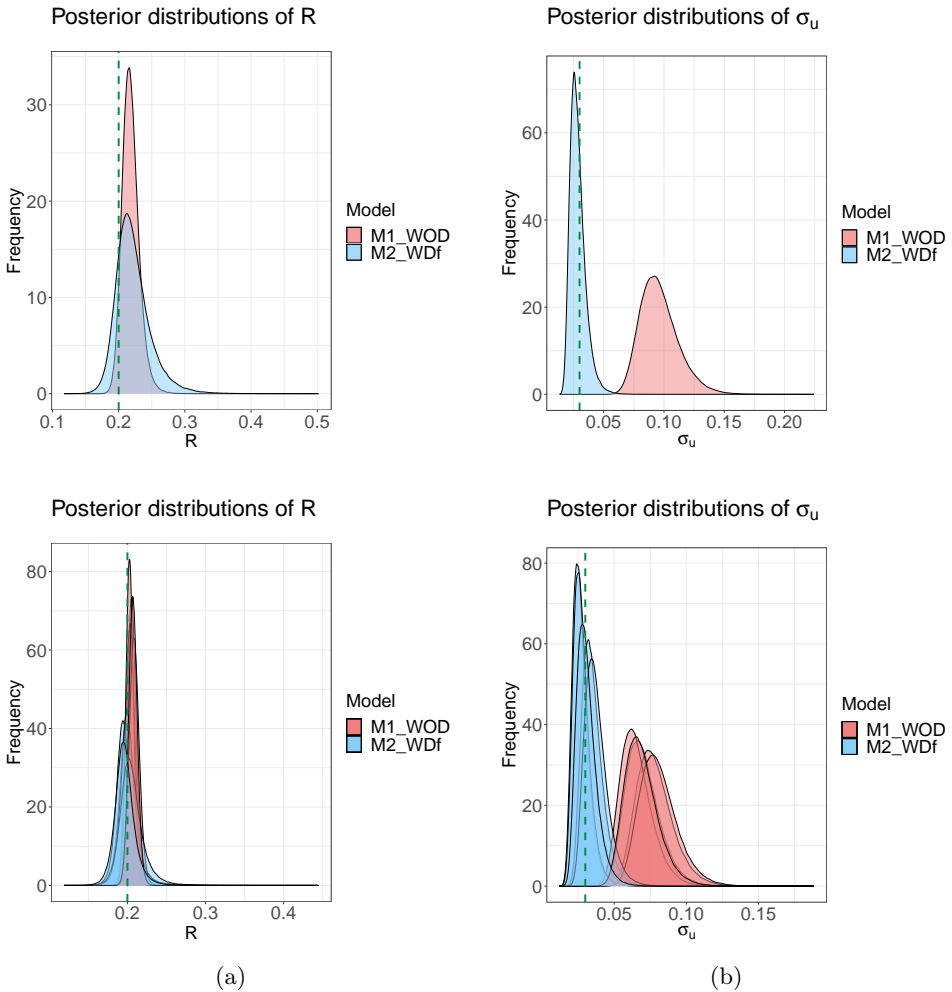 Posterior distributions of R
Posterior distributions of σu
30
20
10
0
Frequency
0.1 0.2 0.3 0.4 0.5
R
Model
M1_WOD
M2_WDf
80
60
40
20
0
Frequency
0.05 0.10 0.15 0.20
σu
Model
M1_WOD
M2_WDf
Posterior distributions of R
Posterior distributions of σu
80
60
40
20
0
Frequency
0.2 0.3 0.4
R
Model
M1_WOD
M2_WDf
80
60
40
20
0
Frequency
0.05 0.10 0.15
σu
Model
M1_WOD
M2_WDf
(a)
(b)